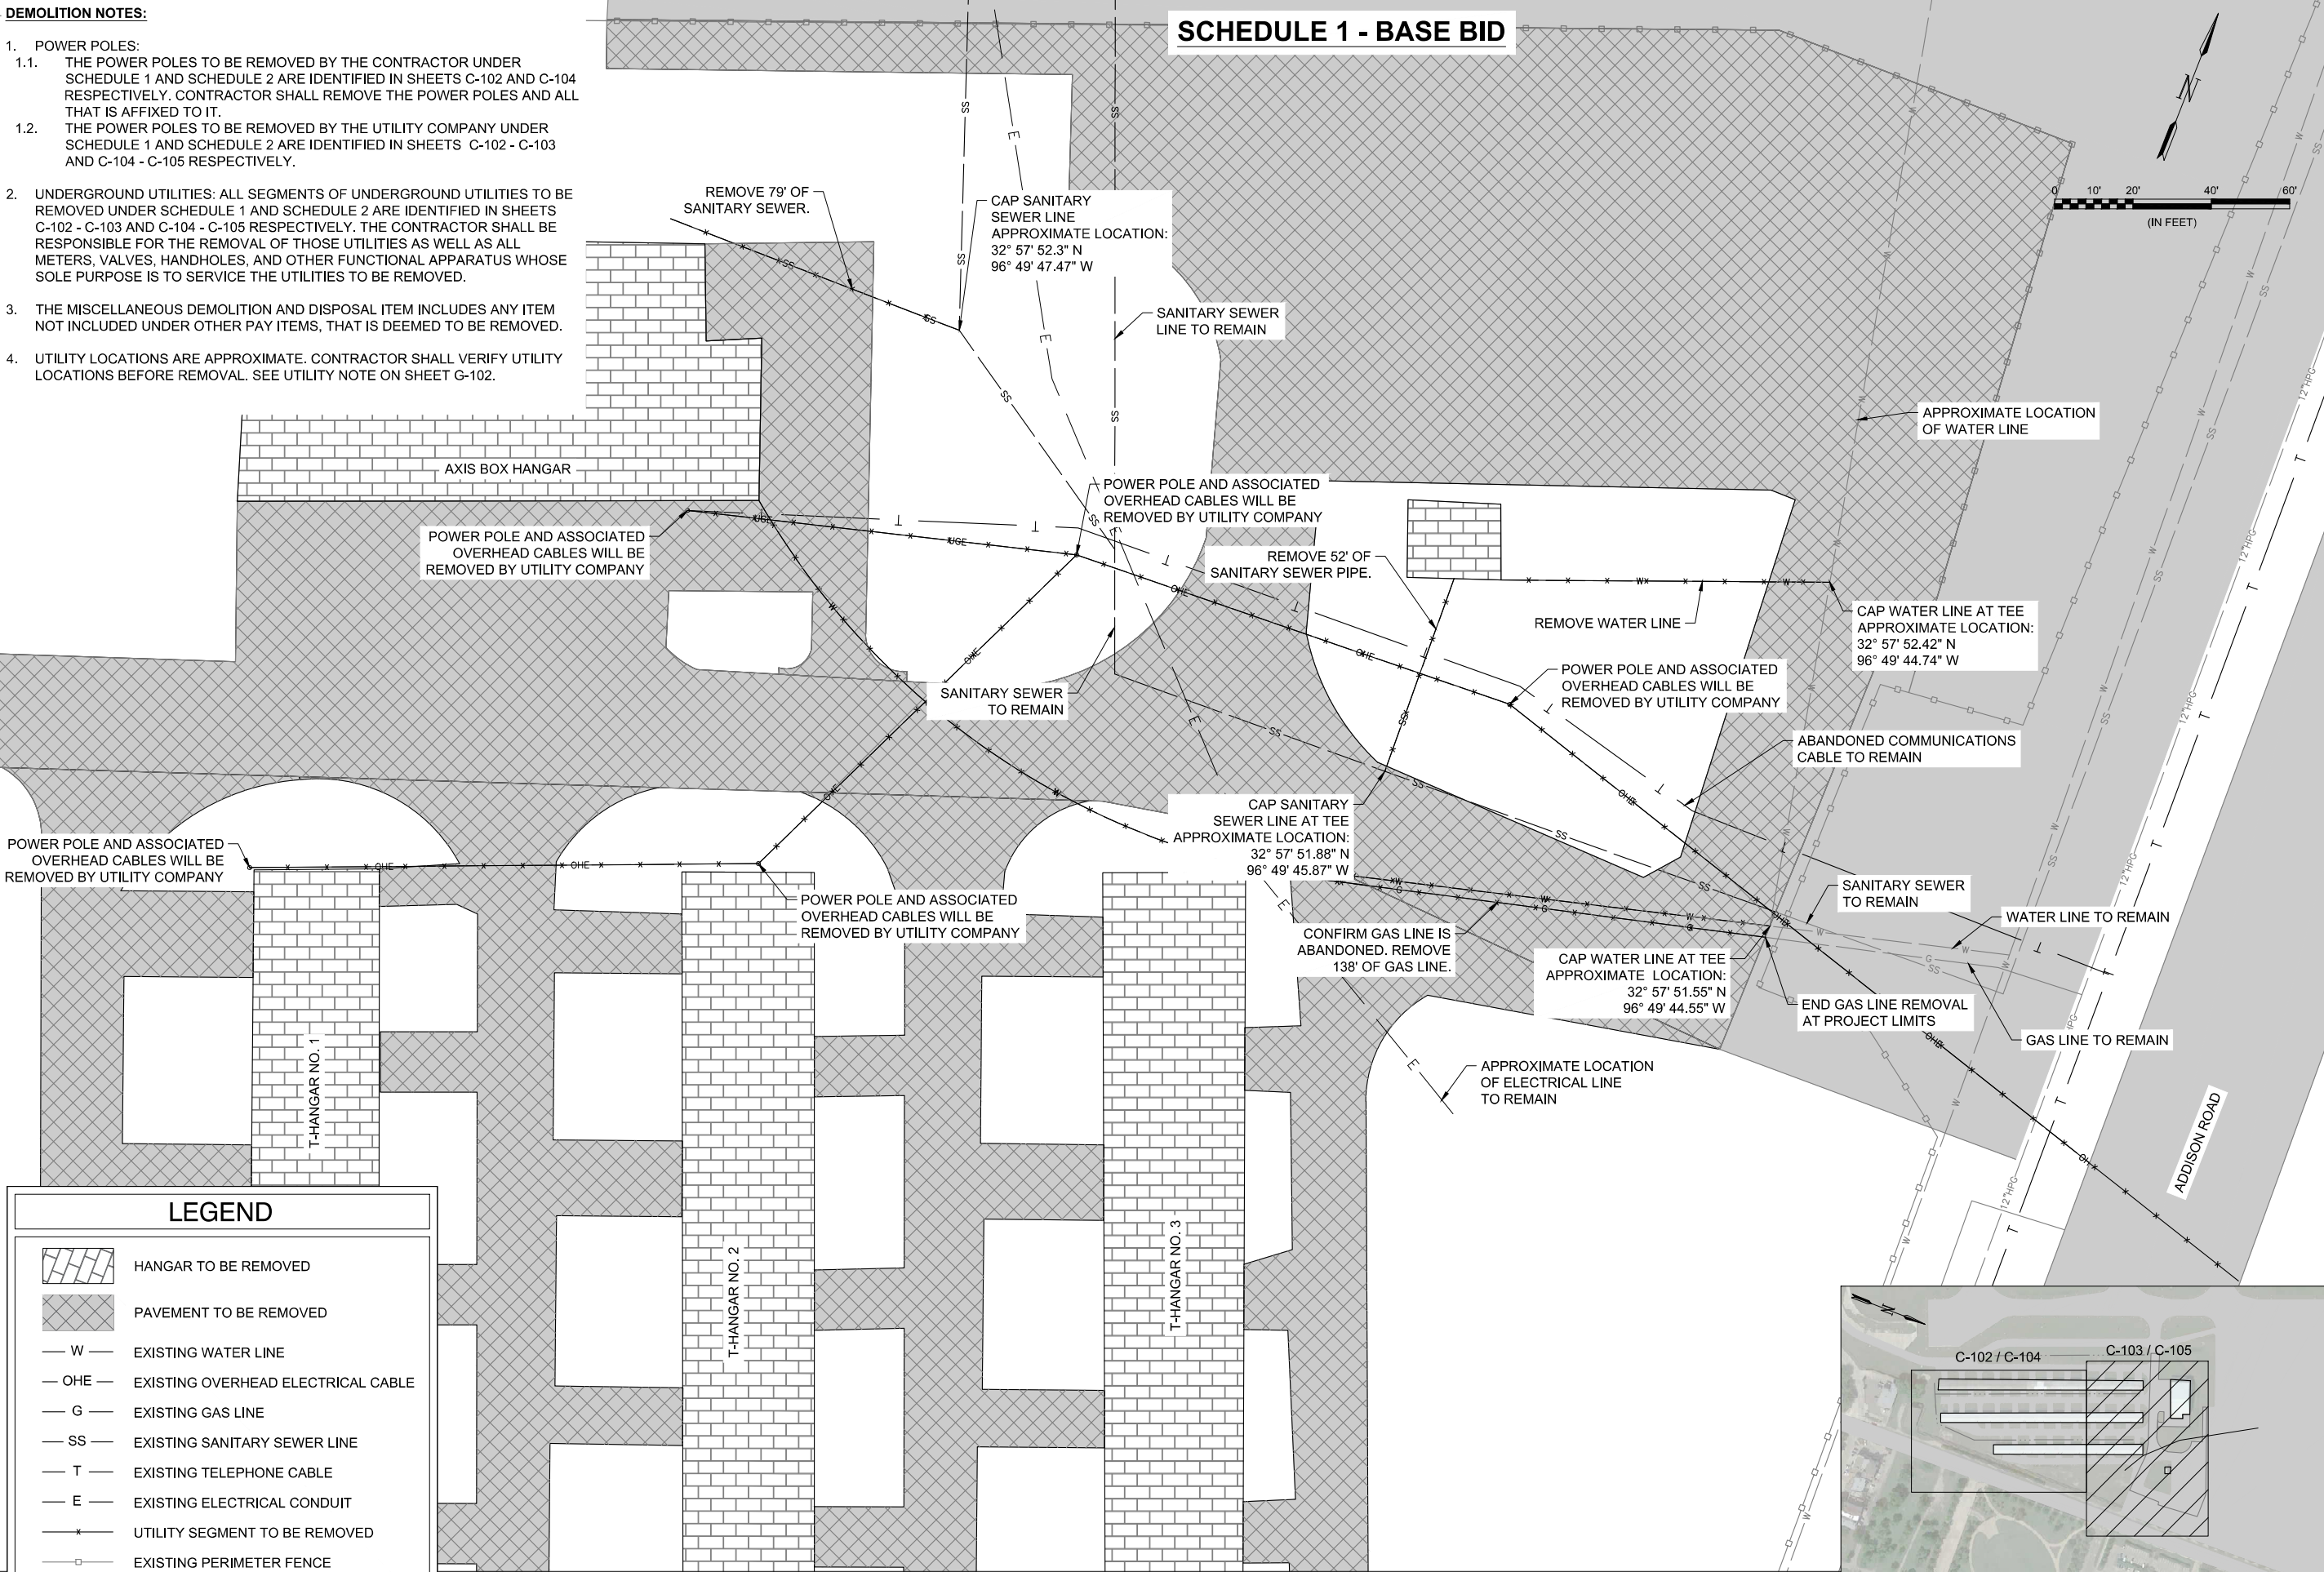 DEMOLITION NOTES:
1. POWER POLES:
1.1. THE POWER POLES TO BE REMOVED BY THE CONTRACTOR UNDER
SCHEDULE 1 AND SCHEDULE 2 ARE IDENTIFIED IN SHEETS C-102 AND C-104
RESPECTIVELY. CONTRACTOR SHALL REMOVE THE POWER POLES AND ALL
THAT IS AFFIXED TO IT.
1.2. THE POWER POLES TO BE REMOVED BY THE UTILITY COMPANY UNDER
SCHEDULE 1 AND SCHEDULE 2 ARE IDENTIFIED IN SHEETS C-102 - C-103
AND C-104 - C-105 RESPECTIVELY.
2. UNDERGROUND UTILITIES: ALL SEGMENTS OF UNDERGROUND UTILITIES TO BE
REMOVED UNDER SCHEDULE 1 AND SCHEDULE 2 ARE IDENTIFIED IN SHEETS
C-102 - C-103 AND C-104 - C-105 RESPECTIVELY. THE CONTRACTOR SHALL BE
RESPONSIBLE FOR THE REMOVAL OF THOSE UTILITIES AS WELL AS ALL
METERS, VALVES, HANDHOLES, AND OTHER FUNCTIONAL APPARATUS WHOSE
SOLE PURPOSE IS TO SERVICE THE UTILITIES TO BE REMOVED.
3. THE MISCELLANEOUS DEMOLITION AND DISPOSAL ITEM INCLUDES ANY ITEM
NOT INCLUDED UNDER OTHER PAY ITEMS, THAT IS DEEMED TO BE REMOVED.
4. UTILITY LOCATIONS ARE APPROXIMATE. CONTRACTOR SHALL VERIFY UTILITY
LOCATIONS BEFORE REMOVAL. SEE UTILITY NOTE ON SHEET G-102.
SCHEDULE 1 - BASE BID
N
0 10' 20' 40' 60'
(IN FEET)
REMOVE 79' OF
SANITARY SEWER.
CAP SANITARY
SEWER LINE
APPROXIMATE LOCATION:
32° 57' 52.3" N
96° 49' 47.47" W
SANITARY SEWER
LINE TO REMAIN
APPROXIMATE LOCATION
OF WATER LINE
AXIS BOX HANGAR
POWER POLE AND ASSOCIATED
OVERHEAD CABLES WILL BE
REMOVED BY UTILITY COMPANY
POWER POLE AND ASSOCIATED
OVERHEAD CABLES WILL BE
REMOVED BY UTILITY COMPANY
REMOVE 52' OF
SANITARY SEWER PIPE.
REMOVE WATER LINE
CAP WATER LINE AT TEE
APPROXIMATE LOCATION:
32° 57' 52.42" N
96° 49' 44.74" W
SANITARY SEWER
TO REMAIN
POWER POLE AND ASSOCIATED
OVERHEAD CABLES WILL BE
REMOVED BY UTILITY COMPANY
ABANDONED COMMUNICATIONS
CABLE TO REMAIN
CAP SANITARY
SEWER LINE AT TEE
APPROXIMATE LOCATION:
32° 57' 51.88" N
96° 49' 45.87" W
POWER POLE AND ASSOCIATED
OVERHEAD CABLES WILL BE
REMOVED BY UTILITY COMPANY
POWER POLE AND ASSOCIATED
OVERHEAD CABLES WILL BE
REMOVED BY UTILITY COMPANY
SANITARY SEWER
TO REMAIN
WATER LINE TO REMAIN
CONFIRM GAS LINE IS
ABANDONED. REMOVE
138' OF GAS LINE.
CAP WATER LINE AT TEE
APPROXIMATE LOCATION:
32° 57' 51.55" N
96° 49' 44.55" W
END GAS LINE REMOVAL
AT PROJECT LIMITS
GAS LINE TO REMAIN
APPROXIMATE LOCATION
OF ELECTRICAL LINE
TO REMAIN
ADDISON ROAD
T-HANGAR NO. 1
T-HANGAR NO. 2
T-HANGAR NO. 3
LEGEND
HANGAR TO BE REMOVED
PAVEMENT TO BE REMOVED
W EXISTING WATER LINE
OHE EXISTING OVERHEAD ELECTRICAL CABLE
G EXISTING GAS LINE
SS EXISTING SANITARY SEWER LINE
T EXISTING TELEPHONE CABLE
E EXISTING ELECTRICAL CONDUIT
UTILITY SEGMENT TO BE REMOVED
EXISTING PERIMETER FENCE
N
C-102 / C-104
C-103 / C-105
12"HPG
12"HPG
12"HPG
12"HPG
12"HPG